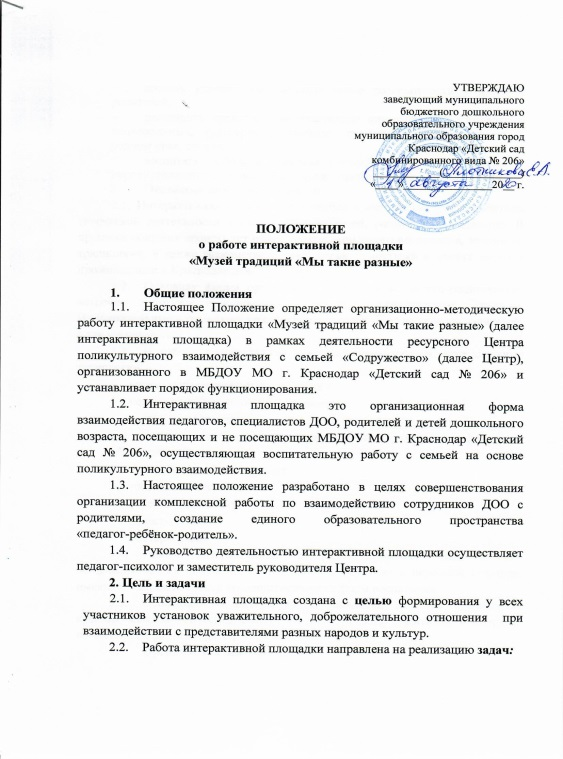 УТВЕРЖДАЮ
заведующий муниципального
бюджетного дошкольного
образовательного учреждения
муниципального образования город
Краснодар «Детский сад
комбинированного вида № 206»
Плотникова Е.А.
« » августа 20 г.
ПОЛОЖЕНИЕ
о работе интерактивной площадки
«Музей традиций «Мы такие разные»
1. Общие положения
1.1. Настоящее Положение определяет организационно-методическую
работу интерактивной площадки «Музей традиций «Мы такие разные» (далее
интерактивная площадка) в рамках деятельности ресурсного Центра
поликультурного взаимодействия с семьей «Содружество» (далее Центр),
организованного в МБДОУ МО г. Краснодар «Детский сад № 206» и
устанавливает порядок функционирования.
1.2. Интерактивная площадка это организационная форма
взаимодействия педагогов, специалистов ДОО, родителей и детей дошкольного
возраста, посещающих и не посещающих МБДОУ МО г. Краснодар «Детский
сад № 206», осуществляющая воспитательную работу с семьей на основе
поликультурного взаимодействия.
1.3. Настоящее положение разработано в целях совершенствования
организации комплексной работы по взаимодействию сотрудников ДОО с
родителями, создание единого образовательного пространства
«педагог-ребёнок-родитель».
1.4. Руководство деятельностью интерактивной площадки осуществляет
педагог-психолог и заместитель руководителя Центра.
2. Цель и задачи
2.1. Интерактивная площадка создана с целью формирования у всех
участников установок уважительного, доброжелательного отношения при
взаимодействии с представителями разных народов и культур.
2.2. Работа интерактивной площадки направлена на реализацию задач: